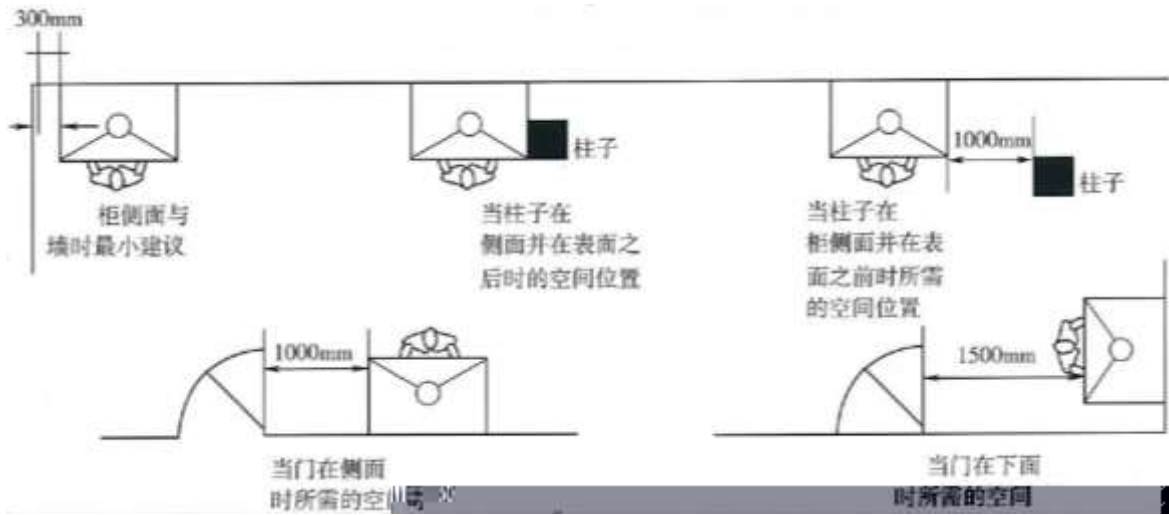 300mm
柱子
1000mm
柱子
柜侧面与
墙时最小建议
当柱子在
侧面并在表面之
后时的空间位置
当柱子在
柜侧面并在表
面之前时所需
的空间位置
1000mm
1500mm
当门在侧面
时所需的空间
当门在下面
时所需的空间